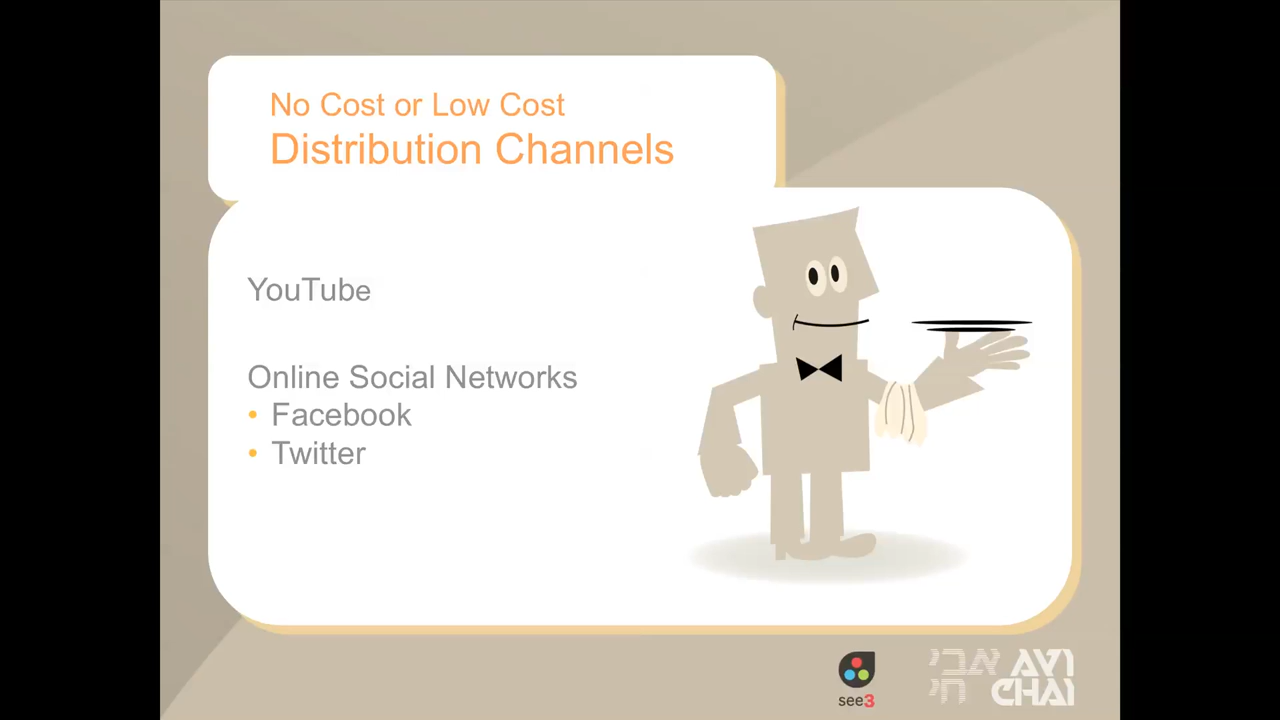 No Cost or Low Cost
Distribution Channels
YouTube
Online Social Networks
• Facebook
• Twitter
see3
אבי
חי
AVI
CHAI